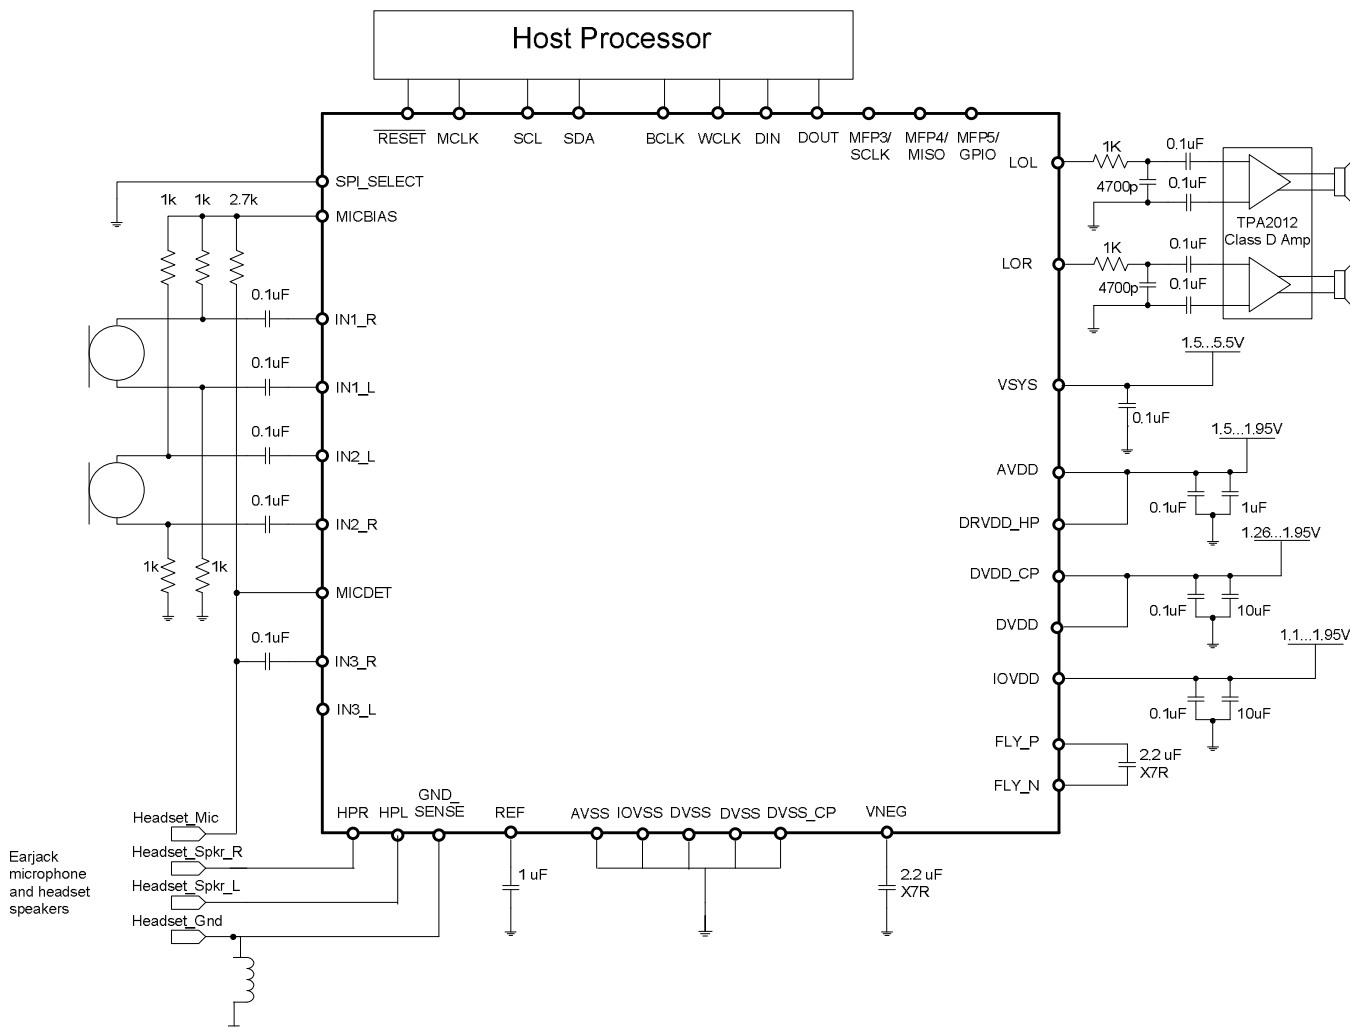 Host Processor
RESET MCLK SCL SDA BCLK WCLK DIN DOUT MFP3/ MFP4/ MFP5/
SCLK MISO GPIO
SPI_SELECT
1k 1k 2.7k
MICBIAS
0.1uF
IN1_R
0.1uF
IN1_L
0.1uF
IN2_L
0.1uF
IN2_R
1k 1k
MICDET
0.1uF
IN3_R
IN3_L
LOL
1K
0.1uF
4700p
0.1uF
TPA2012
Class D Amp
LOR
1K
0.1uF
4700p
0.1uF
1.5...5.5V
VSYS
0.1uF
1.5...1.95V
AVDD
0.1uF 1uF
DRVDD_HP
1.26...1.95V
DVDD_CP
0.1uF 10uF
DVDD
1.1...1.95V
IOVDD
0.1uF 10uF
FLY_P
2.2 uF
X7R
FLY_N
HPR HPL GND_
SENSE
REF AVSS IOVSS DVSS DVSS DVSS_CP VNEG
1 uF
2.2 uF
X7R
Headset_Mic
Headset_Spkr_R
Headset_Spkr_L
Headset_Gnd
Earjack
microphone
and headset
speakers